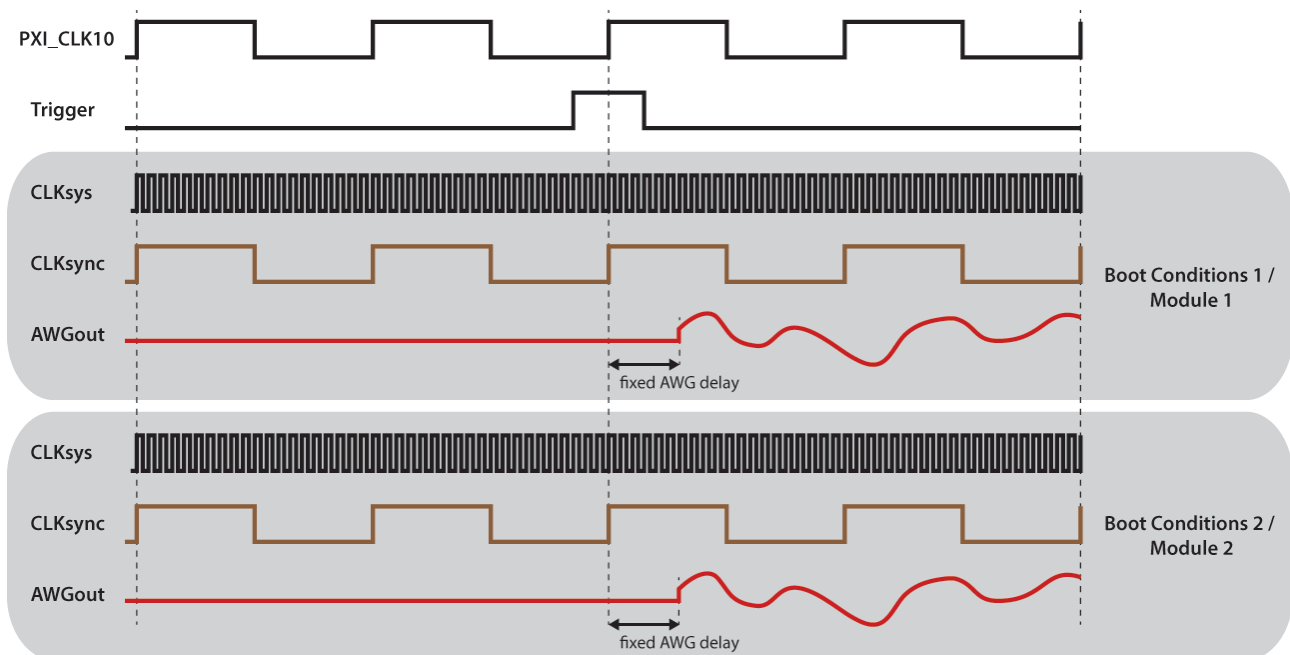 PXI_CLK10
Trigger
CLKsys
CLKsync
AWGout
fixed AWG delay
Boot Conditions 1 /
Module 1
CLKsys
CLKsync
AWGout
fixed AWG delay
Boot Conditions 2 /
Module 2